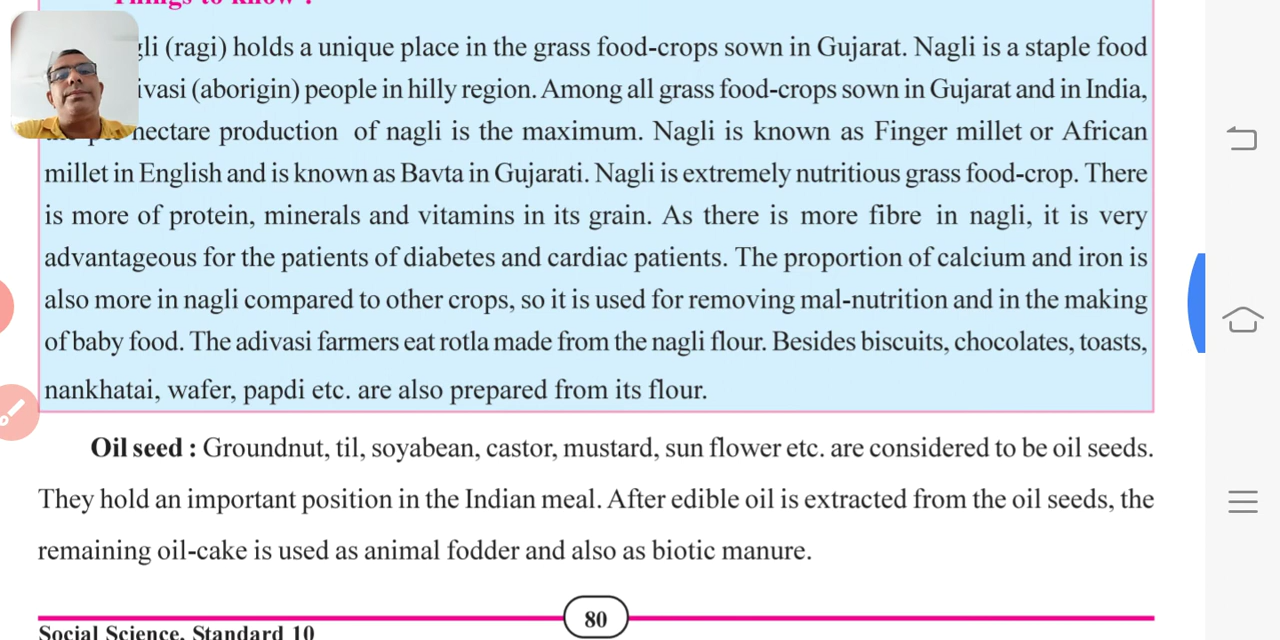 Things to know :
gli (ragi) holds a unique place in the grass food-crops sown in Gujarat. Nagli is a staple food
ivasi (aborigin) people in hilly region. Among all grass food-crops sown in Gujarat and in India,
hectare production of nagli is the maximum. Nagli is known as Finger millet or African
millet in English and is known as Bavta in Gujarati. Nagli is extremely nutritious grass food-crop. There
is more of protein, minerals and vitamins in its grain. As there is more fibre in nagli, it is very
advantageous for the patients of diabetes and cardiac patients. The proportion of calcium and iron is
also more in nagli compared to other crops, so it is used for removing mal-nutrition and in the making
of baby food. The adivasi farmers eat rotla made from the nagli flour. Besides biscuits, chocolates, toasts,
nankhatai, wafer, papdi etc. are also prepared from its flour.
Oil seed : Groundnut, til, soyabean, castor, mustard, sun flower etc. are considered to be oil seeds.
They hold an important position in the Indian meal. After edible oil is extracted from the oil seeds, the
remaining oil-cake is used as animal fodder and also as biotic manure.
80
Social Science, Standard 10